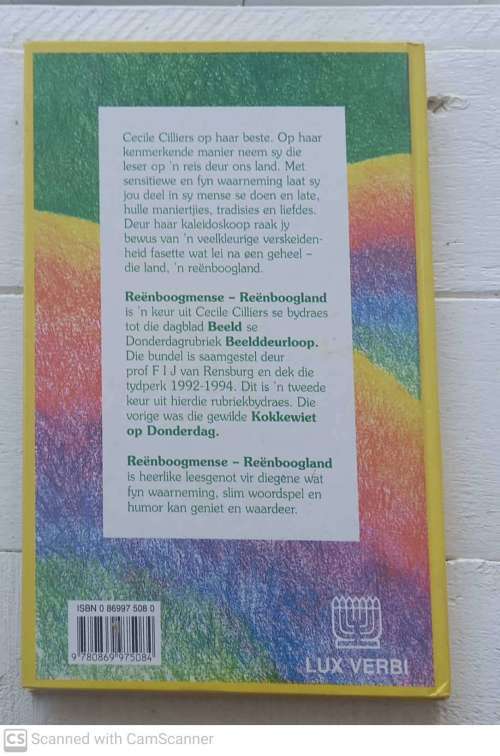 Cecile Cilliers op haar beste. Op haar
kenmerkende manier neem sy die
leser op 'n reis deur ons land. Met
sensitiewe en fyn waarneming laat sy
jou deel in sy mense se doen en late,
hulle maniertjies, tradisies en liefdes.
Deur haar kaleidoskoop raak jy
bewus van 'n veelkleurige verskeiden-
heid fasette wat lei na een geheel –
die land, 'n reënboogland.
Reënboogmense – Reënboogland
is 'n keur uit Cecile Cilliers se bydraes
tot die dagblad Beeld se
Donderdagrubriek Beelddeurloop.
Die bundel is saamgestel deur
prof F I J van Rensburg en dek die
tydperk 1992-1994. Dit is 'n tweede
keur uit hierdie rubriekbydraes. Die
vorige was die gewilde Kokkewiet
op Donderdag.
Reënboogmense – Reënboogland
is heerlike leesgenot vir diegene wat
fyn waarneming, slim woordspel en
humor kan geniet en waardeer.
ISBN 0 86997 508 0
9 780869 975084
LUX VERBI
CS Scanned with CamScanner